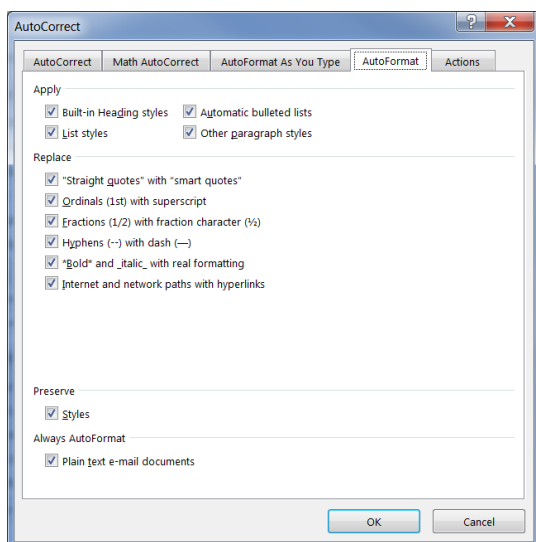 AutoCorrect
AutoCorrect Math AutoCorrect AutoFormat As You Type AutoFormat Actions
Apply
Built-in Heading styles Automatic bulleted lists
List styles Other paragraph styles
Replace
"Straight quotes" with “smart quotes”
Ordinals (1st) with superscript
Fractions (1/2) with fraction character (½)
Hyphens (--) with dash (—)
*Bold* and _italic_ with real formatting
Internet and network paths with hyperlinks
Preserve
Styles
Always AutoFormat
Plain text e-mail documents
OK Cancel